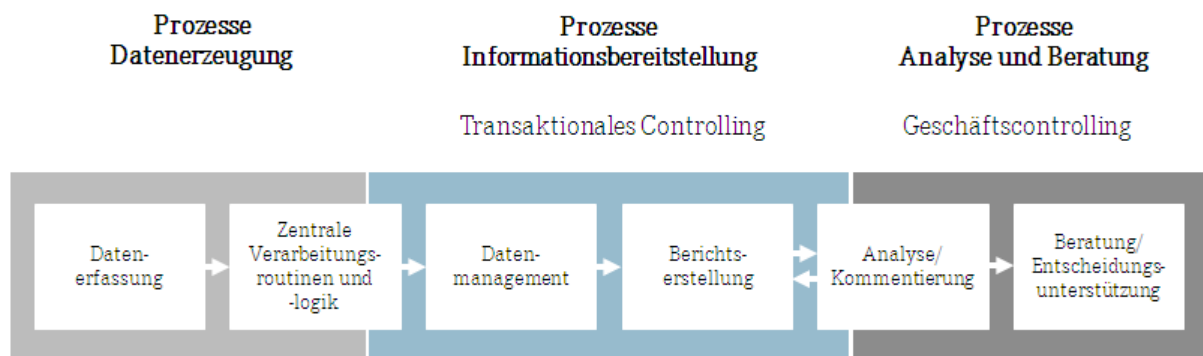 Prozesse
Datenerzeugung
Prozesse
Informationsbereitstellung
Prozesse
Analyse und Beratung
Transaktionales Controlling
Geschäftscontrolling
Daten-
erfassung
Zentrale
Verarbeitungs-
routinen und
-logik
Daten-
management
Berichts-
erstellung
Analyse/
Kommentierung
Beratung/
Entscheidungs-
unterstützung